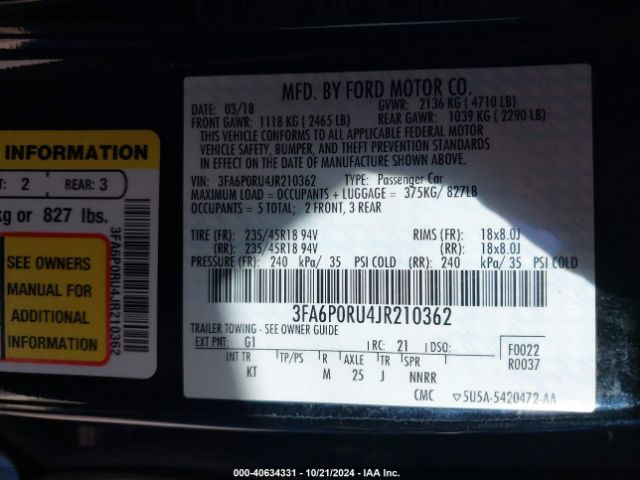 MFD. BY FORD MOTOR CO.
DATE: 03/18 GVWR: 2136 KG ( 4710 LB)
FRONT GAWR: 1118 KG ( 2465 LB) REAR GAWR: 1039 KG ( 2290 LB)
THIS VEHICLE CONFORMS TO ALL APPLICABLE FEDERAL MOTOR
VEHICLE SAFETY, BUMPER, AND THEFT PREVENTION STANDARDS
IN EFFECT ON THE DATE OF MANUFACTURE SHOWN ABOVE.
VIN: 3FA6P0RU4JR210362 TYPE: Passenger Car
MAXIMUM LOAD = OCCUPANTS + LUGGAGE = 375KG/ 827LB
OCCUPANTS = 5 TOTAL; 2 FRONT, 3 REAR
TIRE (FR): 235/45R18 94V RIMS (FR): 18x8.0J
(RR): 235/45R18 94V (RR): 18x8.0J
PRESSURE (FR): 240 kPa/ 35 PSI COLD (RR): 240 kPa/ 35 PSI COLD
3FA6P0RU4JR210362
TRAILER TOWING - SEE OWNER GUIDE
EXT PNT: G1 RC: 21 DSO: F0022
R0037
INT TR TP/PS R AXLE TR SPR
KT M 25 J NNRR
CMC 5U5A-5420472-AA
INFORMATION
T: 2 REAR: 3
kg or 827 lbs.
SEE OWNERS
MANUAL FOR
ADDITIONAL
INFORMATION
3FA6P0RU4JR210362
000-40634331 - 10/21/2024 - IAA Inc.